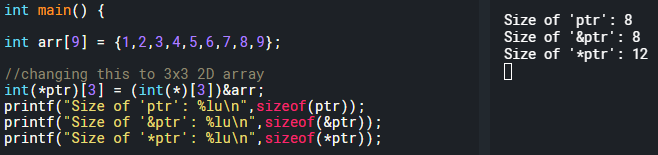 int main() {
int arr[9] = {1,2,3,4,5,6,7,8,9};
//changing this to 3x3 2D array
int(*ptr)[3] = (int(*)[3])&arr;
printf("Size of 'ptr': %lu\n",sizeof(ptr));
printf("Size of '&ptr': %lu\n",sizeof(&ptr));
printf("Size of '*ptr': %lu\n",sizeof(*ptr));
Size of 'ptr': 8
Size of '&ptr': 8
Size of '*ptr': 12